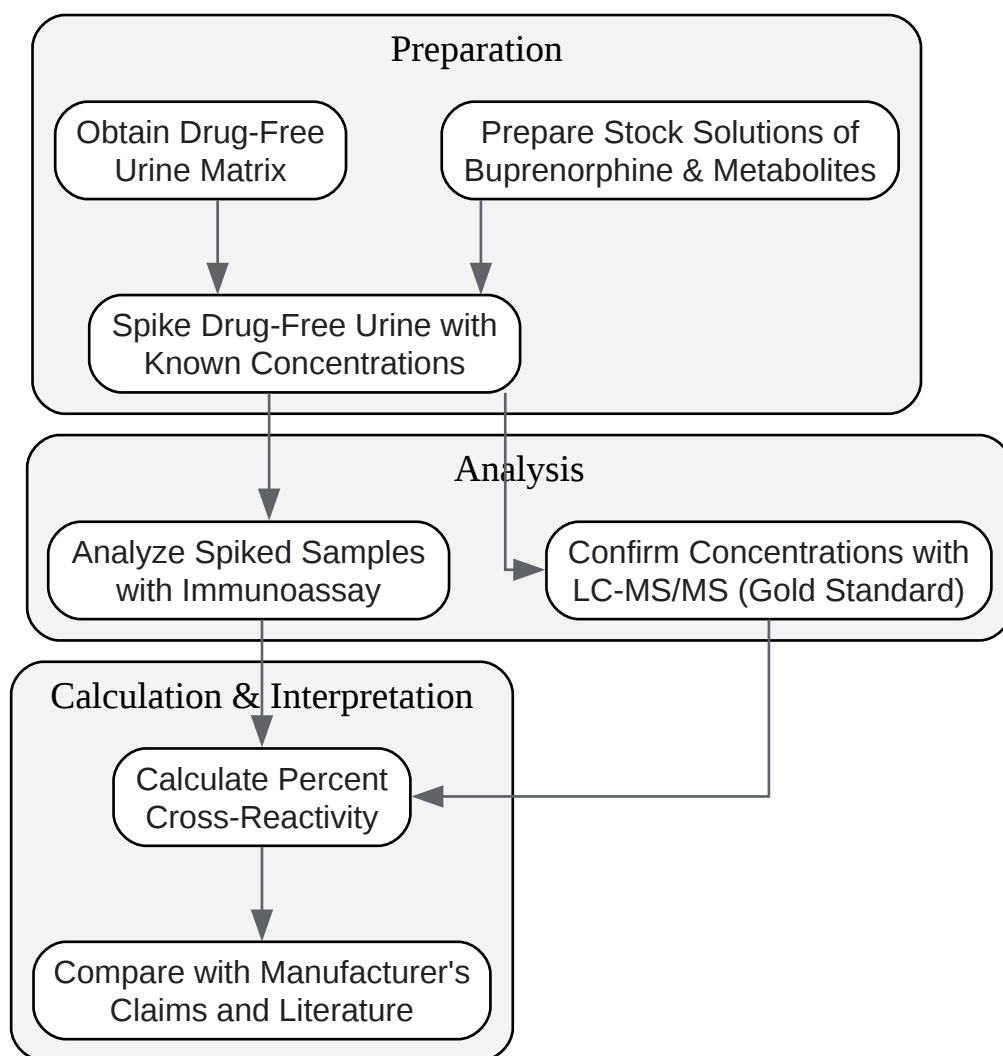 Preparation
Obtain Drug-Free
Urine Matrix
Prepare Stock Solutions of
Buprenorphine & Metabolites
Spike Drug-Free Urine with
Known Concentrations
Analysis
Analyze Spiked Samples
with Immunoassay
Confirm Concentrations with
LC-MS/MS (Gold Standard)
Calculation & Interpretation
Calculate Percent
Cross-Reactivity
Compare with Manufacturer's
Claims and Literature